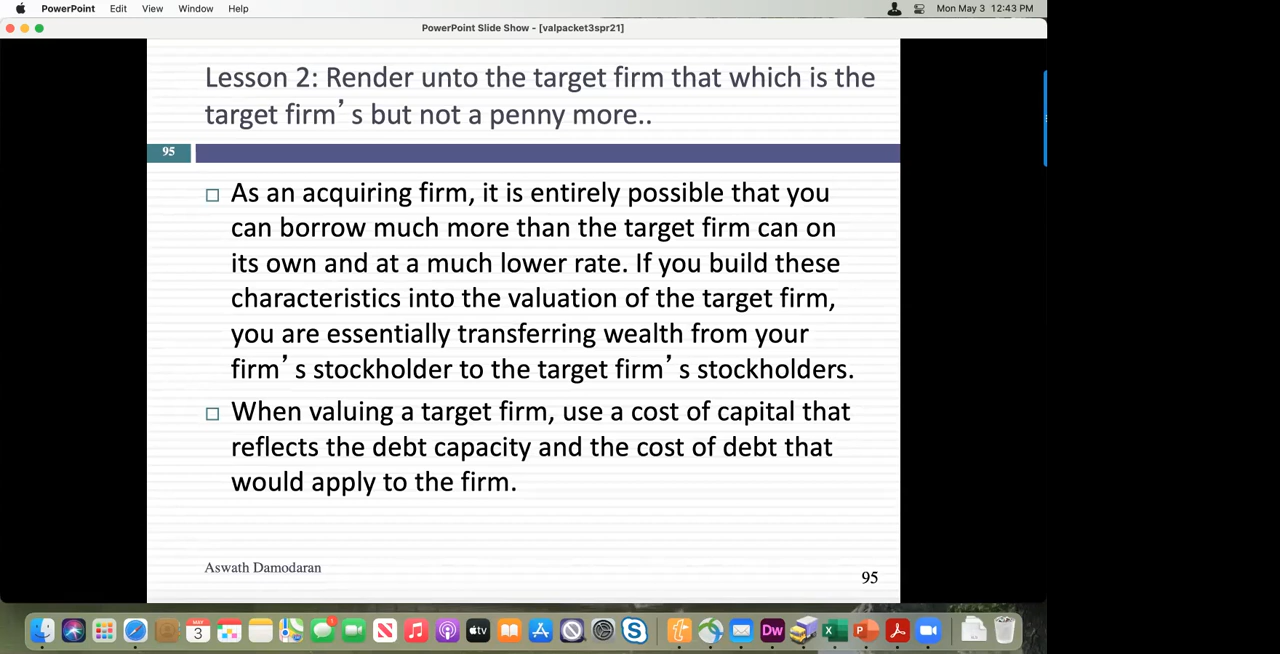 PowerPoint Edit View Window Help Mon May 3 12:43 PM
PowerPoint Slide Show - [valpacket3spr21]
Lesson 2: Render unto the target firm that which is the
target firm’s but not a penny more..
95
As an acquiring firm, it is entirely possible that you
can borrow much more than the target firm can on
its own and at a much lower rate. If you build these
characteristics into the valuation of the target firm,
you are essentially transferring wealth from your
firm’s stockholder to the target firm’s stockholders.
When valuing a target firm, use a cost of capital that
reflects the debt capacity and the cost of debt that
would apply to the firm.
Aswath Damodaran
95
MAY
3
1
tv
Dw
X
P
S